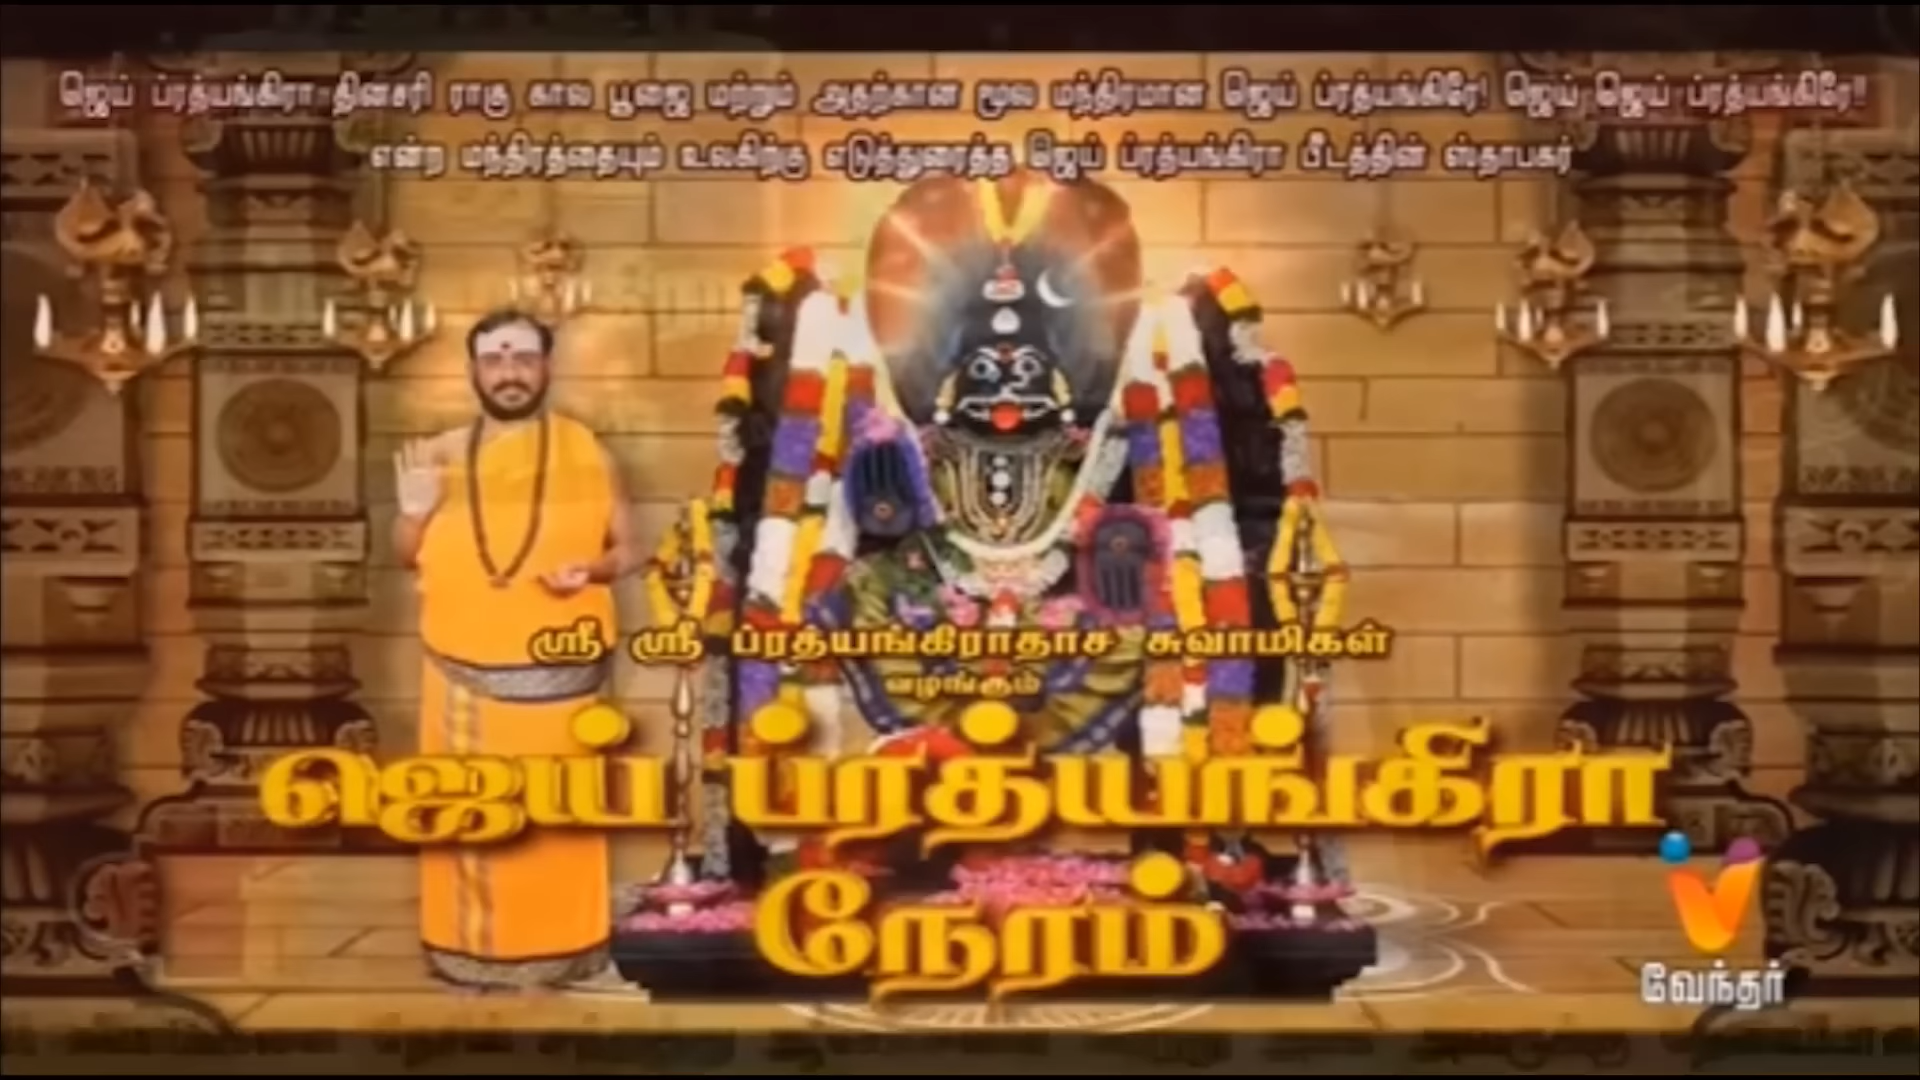 ஜெய் ப்ரத்யங்கிரா-தினசரி ராகு கால பூஜை மற்றும் அதற்கான மூல மந்திரமான ஜெய் ப்ரத்யங்கிரே! ஜெய் ஜெய் ப்ரத்யங்கிரே!!
என்ற மந்திரத்தையும் உலகிற்கு எடுத்துரைத்த ஜெய் ப்ரத்யங்கிரா பீடத்தின் ஸ்தாபகர்
ஸ்ரீ ஸ்ரீ ப்ரத்யங்கிராதாச சுவாமிகள்
வழங்கும்
ஜெய் ப்ரத்யங்கிரா
நேரம்
வேந்தர்